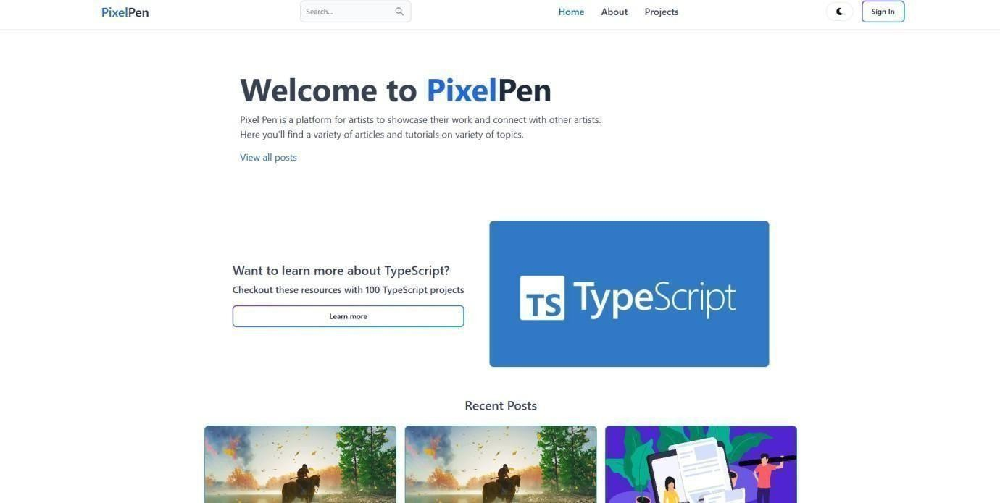 PixelPen
Search...
Home
About
Projects
Sign In
Welcome to PixelPen
Pixel Pen is a platform for artists to showcase their work and connect with other artists.
Here you'll find a variety of articles and tutorials on variety of topics.
View all posts
Want to learn more about TypeScript?
Checkout these resources with 100 TypeScript projects
Learn more
TS TypeScript
Recent Posts